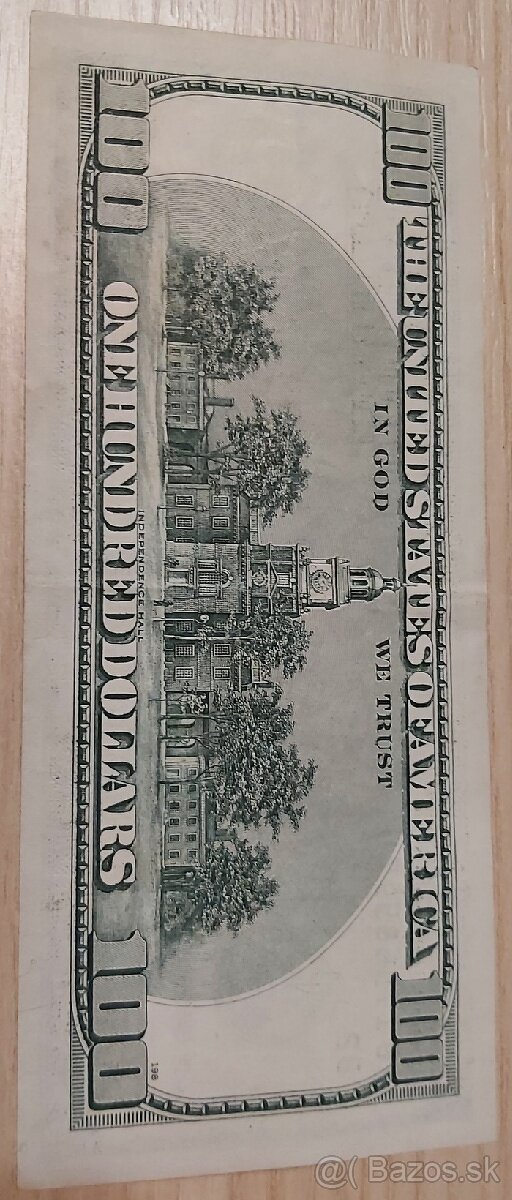 100 THE UNITED STATES OF AMERICA 100
IN GOD WE TRUST
INDEPENDENCE HALL
198
100 ONE HUNDRED DOLLARS 100
@( Bazos.sk